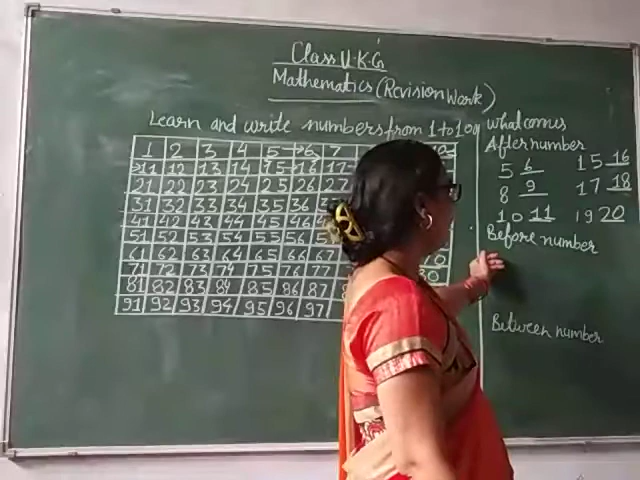 Class U.K.G
Mathematics (Revision Work)
Learn and write numbers from 1 to 100
1 2 3 4 5 6 7
11 12 13 14 15 16 17
21 22 23 24 25 26 27
31 32 33 34 35 36
41 42 43 44 45 46
51 52 53 54 55 56
61 62 63 64 65 66 67 70
71 72 73 74 75 76 77 80
81 82 83 84 85 86 87
91 92 93 94 95 96 97
what comes
After number
5 6 15 16
8 9 17 18
10 11 19 20
Before number
Between number